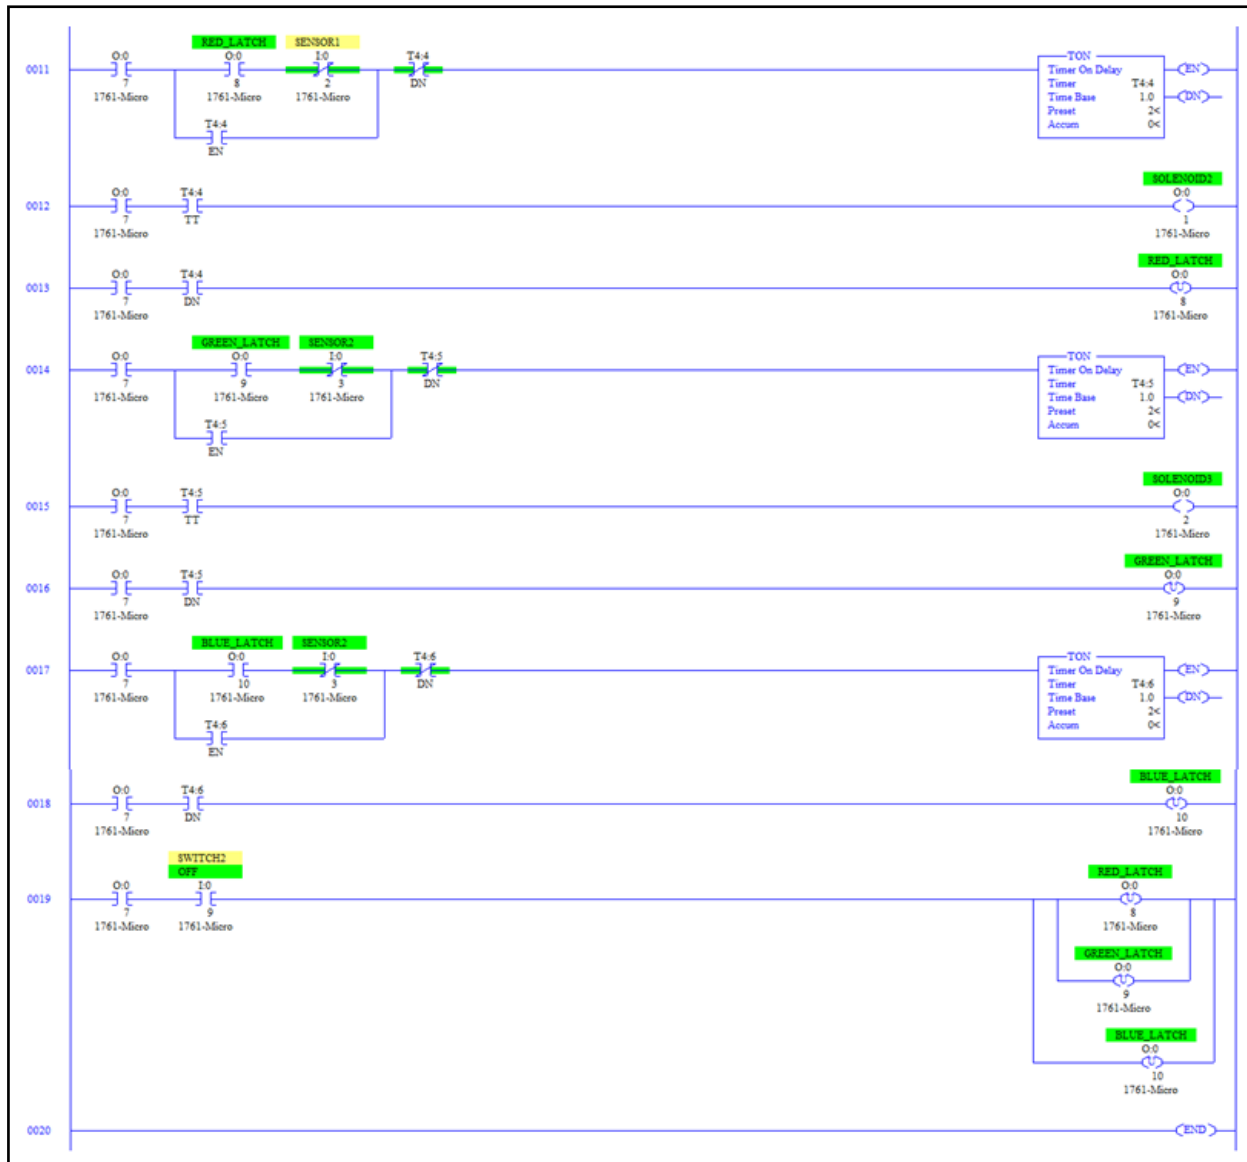 RED_LATCH SENSOR1
O:0 O:0 I:0 T4:4
0011
7 8 2 DN
1761-Micro 1761-Micro 1761-Micro
T4:4
EN
TON
Timer On Delay
Timer T4:4
Time Base 1.0
Preset 2<
Accum 0<
EN
DN
SOLENOID2
O:0 T4:4 O:0
0012
7 TT 1
1761-Micro 1761-Micro
RED_LATCH
O:0 T4:4 O:0
0013 U
7 DN 8
1761-Micro 1761-Micro
GREEN_LATCH SENSOR2
O:0 O:0 I:0 T4:5
0014
7 9 3 DN
1761-Micro 1761-Micro 1761-Micro
T4:5
EN
TON
Timer On Delay
Timer T4:5
Time Base 1.0
Preset 2<
Accum 0<
EN
DN
SOLENOID3
O:0 T4:5 O:0
0015
7 TT 2
1761-Micro 1761-Micro
GREEN_LATCH
O:0 T4:5 O:0
0016 U
7 DN 9
1761-Micro 1761-Micro
BLUE_LATCH SENSOR2
O:0 O:0 I:0 T4:6
0017
7 10 3 DN
1761-Micro 1761-Micro 1761-Micro
T4:6
EN
TON
Timer On Delay
Timer T4:6
Time Base 1.0
Preset 2<
Accum 0<
EN
DN
BLUE_LATCH
O:0 T4:6 O:0
0018 U
7 DN 10
1761-Micro 1761-Micro
SWITCH2
OFF RED_LATCH
O:0 I:0 O:0
0019 U
7 9 8
1761-Micro 1761-Micro 1761-Micro
GREEN_LATCH
O:0
U
9
1761-Micro
BLUE_LATCH
O:0
U
10
1761-Micro
0020 END